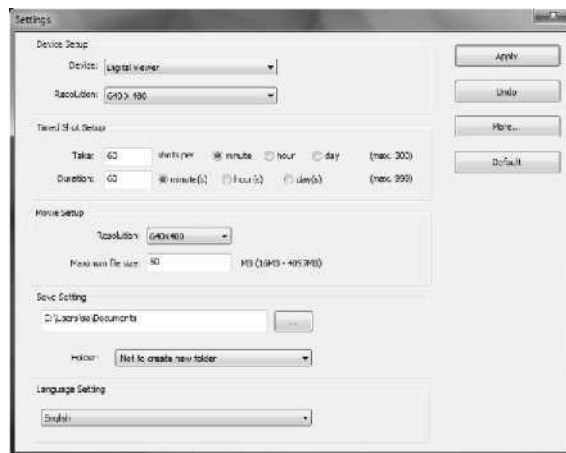 Settings
Device Setup
Device: Digital Viewer
Resolution: 640 X 480
Timed Shot Setup
Take: 60 shots per minute hour day (max. 300)
Duration: 60 minute(s) hour(s) day(s) (max. 999)
Movie Setup
Resolution: 640X480
Maximum file size: 50 MB (16MB - 4095MB)
Save Setting
...
Folder: Not to create new folder
Language Setting
English
Apply
Undo
More...
Default